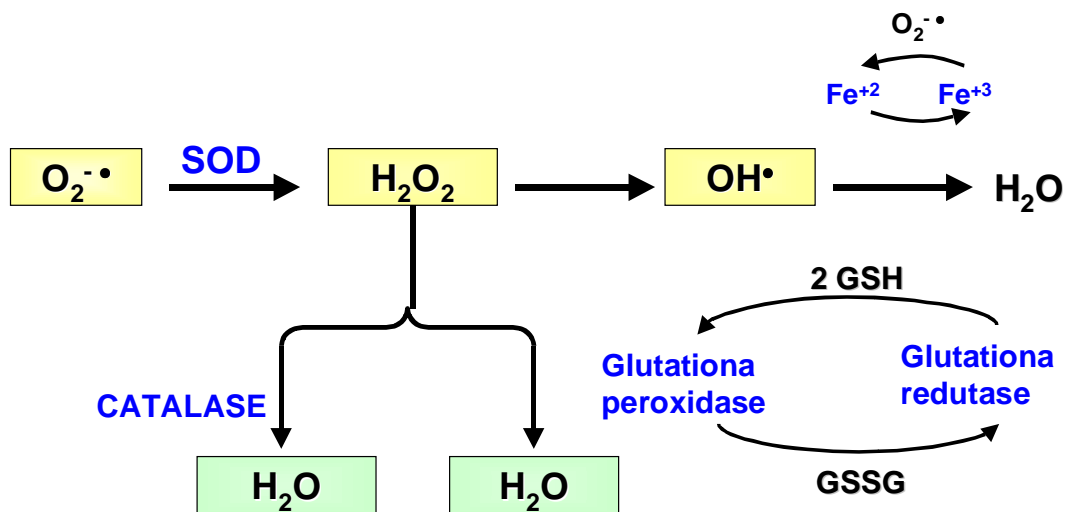 O₂⁻•
Fe⁺² Fe⁺³
SOD
O₂⁻• H₂O₂ OH• H₂O
2 GSH
Glutationa
peroxidase
Glutationa
redutase
CATALASE
GSSG
H₂O H₂O